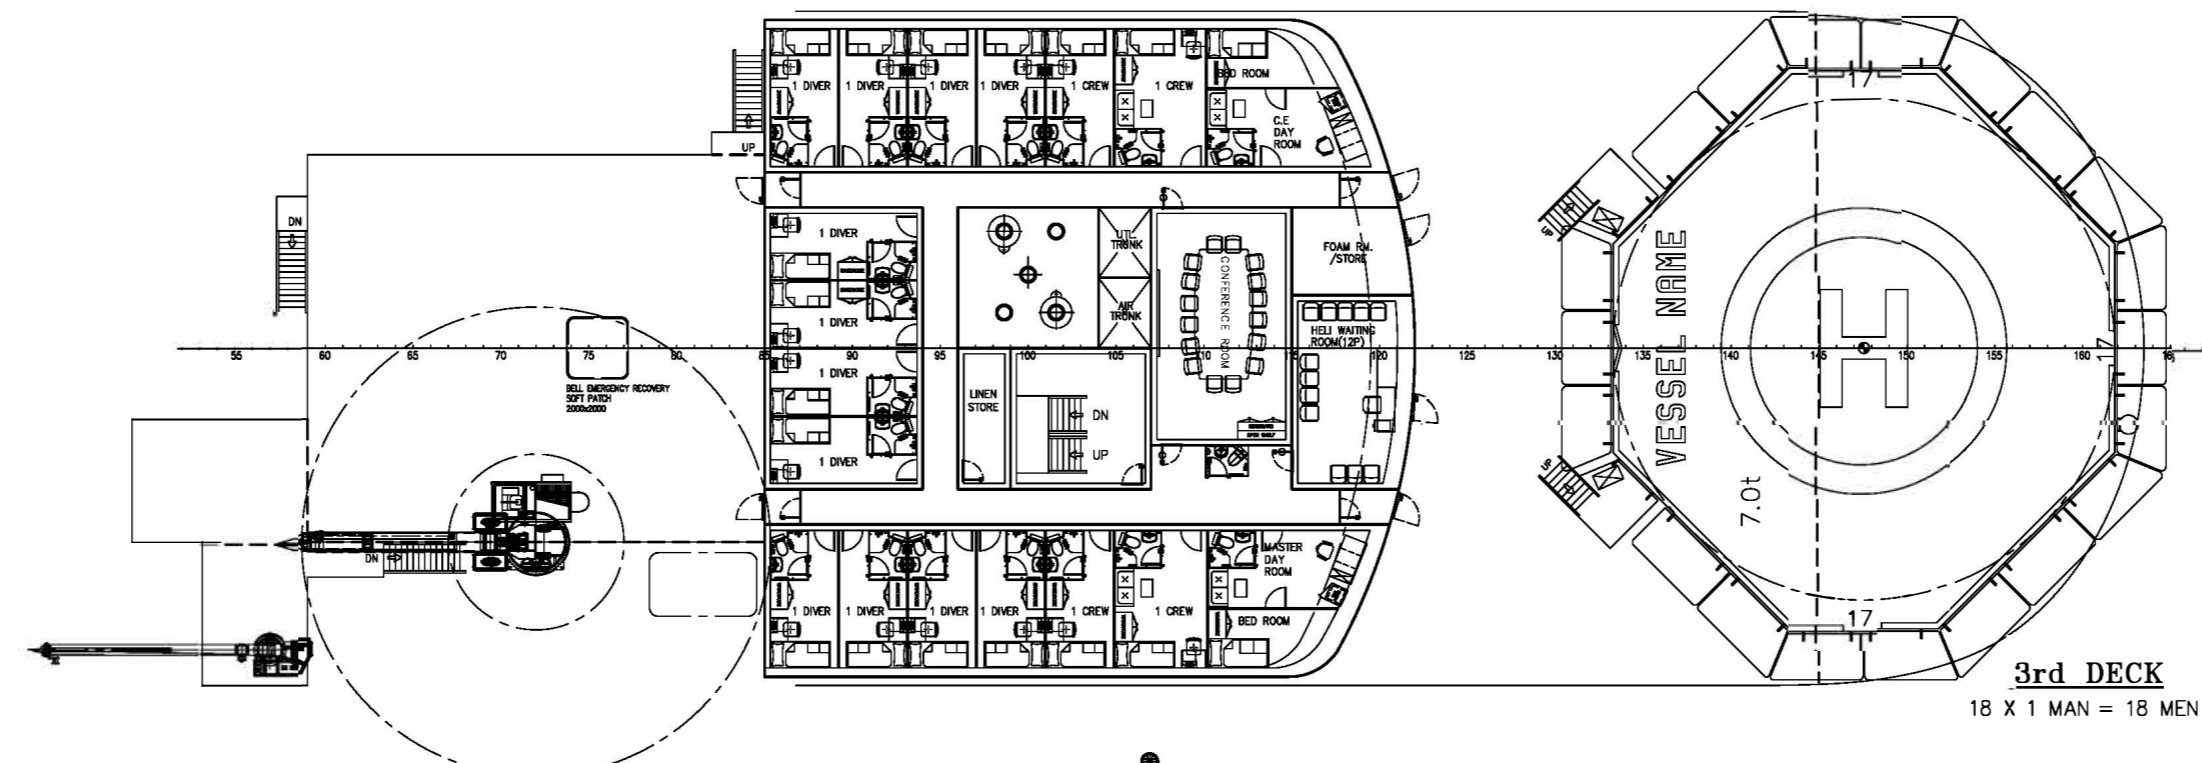 BED ROOM
1 DIVER
1 DIVER
1 DIVER
1 DIVER
1 CREW
1 CREW
C.E
DAY
ROOM
UP
DN
1 DIVER
UTL.
TRUNK
FOAM RM.
/STORE
CONFERENCE ROOM
AIR
TRUNK
1 DIVER
HELI WAITING
ROOM(12P)
55
60
65
70
75
80
85
90
95
100
105
110
115
120
125
130
135
140
145
150
155
160
165
BELL EMERGENCY RECOVERY
SOFT PATCH
2000x2000
1 DIVER
LINEN
STORE
DN
UP
OPEN SHELF
1 DIVER
DN
MASTER
DAY
ROOM
1 DIVER
1 DIVER
1 DIVER
1 DIVER
1 CREW
1 CREW
BED ROOM
17
UP
VESSEL NAME
H
17
UP
7.0t
17
3rd DECK
18 X 1 MAN = 18 MEN